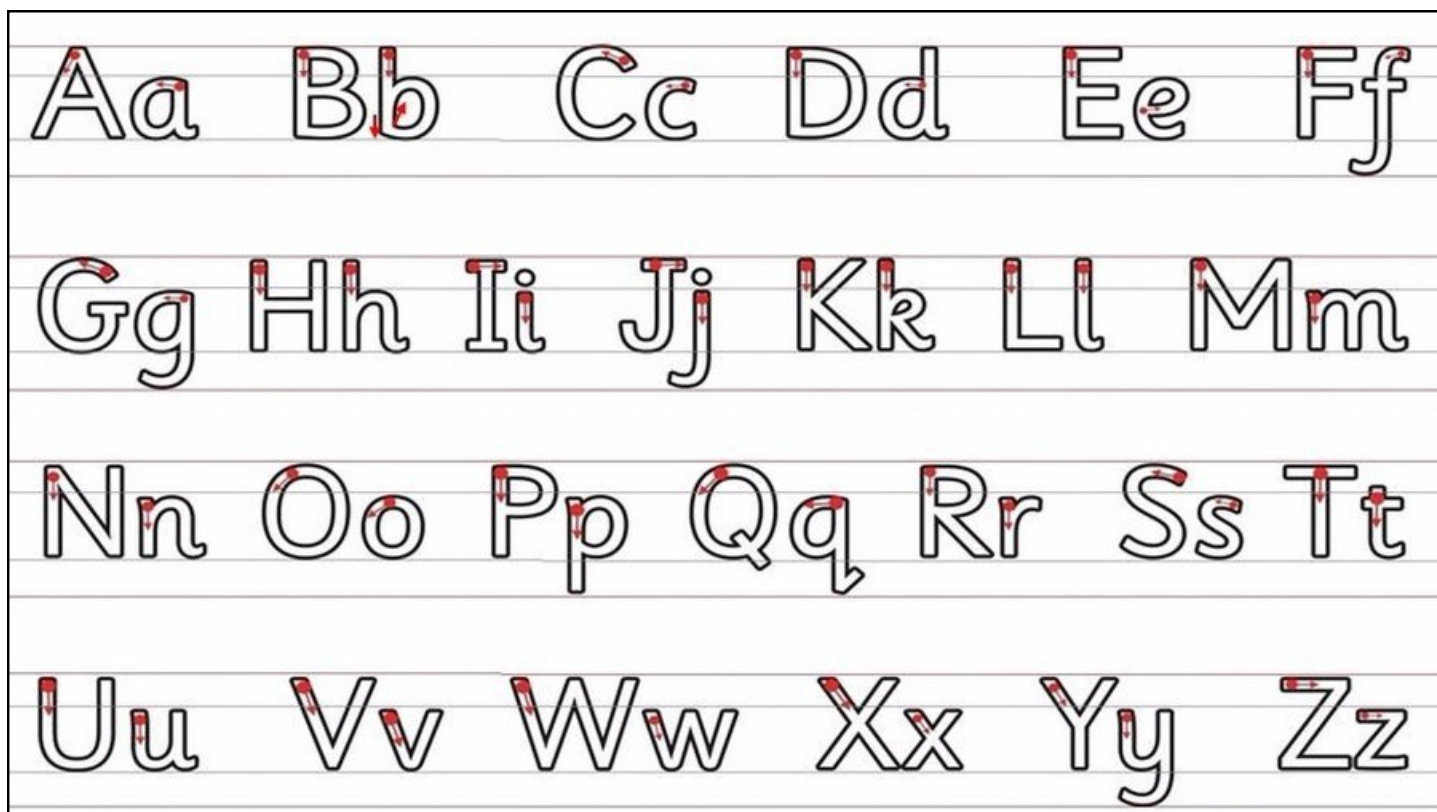 Aa Bb Cc Dd Ee Ff
Gg Hh Ii Jj Kk Ll Mm
Nn Oo Pp Qq Rr Ss Tt
Uu Vv Ww Xx Yy Zz